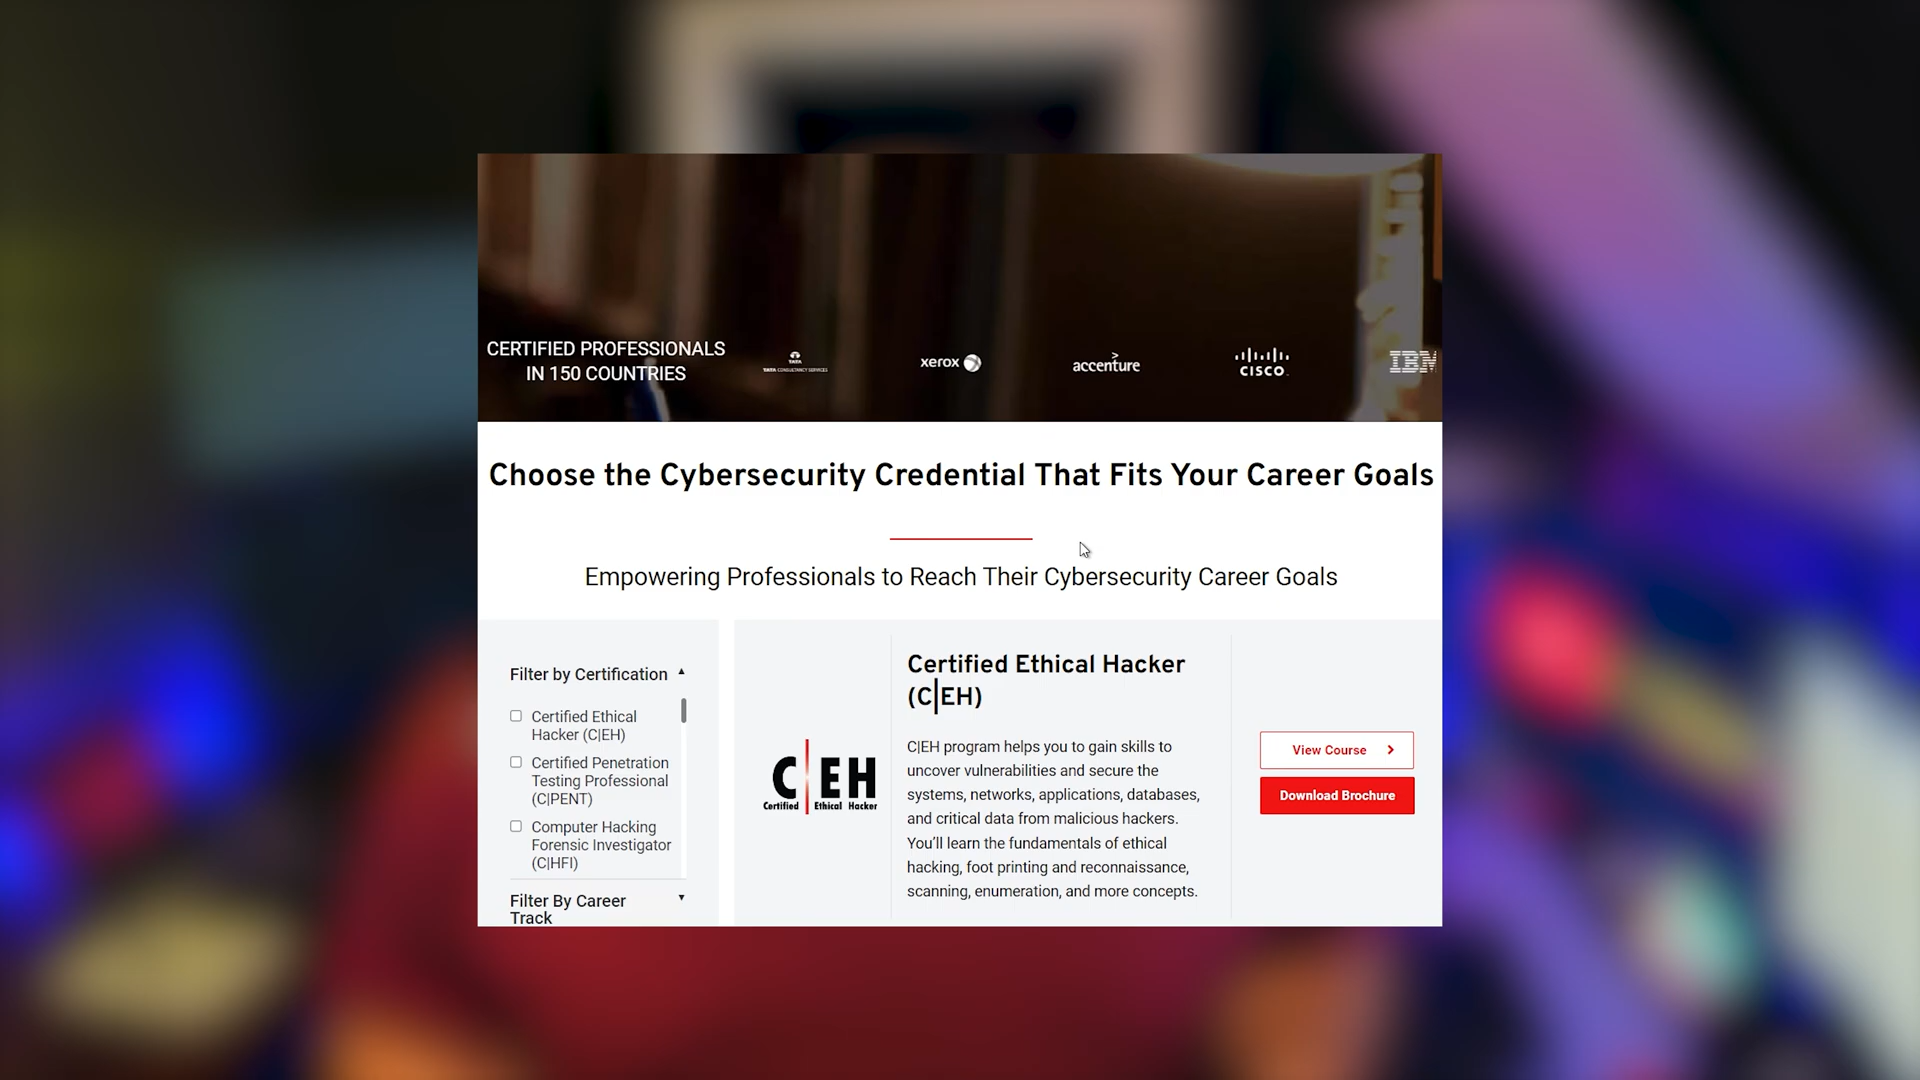 CERTIFIED PROFESSIONALS
IN 150 COUNTRIES
TATA
TATA CONSULTANCY SERVICES
xerox
accenture
CISCO
IBM
Choose the Cybersecurity Credential That Fits Your Career Goals
Empowering Professionals to Reach Their Cybersecurity Career Goals
Filter by Certification
Certified Ethical
Hacker (C|EH)
Certified Penetration
Testing Professional
(C|PENT)
Computer Hacking
Forensic Investigator
(C|HFI)
Filter By Career
Track
C|EH
Certified Ethical Hacker
Certified Ethical Hacker
(C|EH)
C|EH program helps you to gain skills to
uncover vulnerabilities and secure the
systems, networks, applications, databases,
and critical data from malicious hackers.
You’ll learn the fundamentals of ethical
hacking, foot printing and reconnaissance,
scanning, enumeration, and more concepts.
View Course
Download Brochure